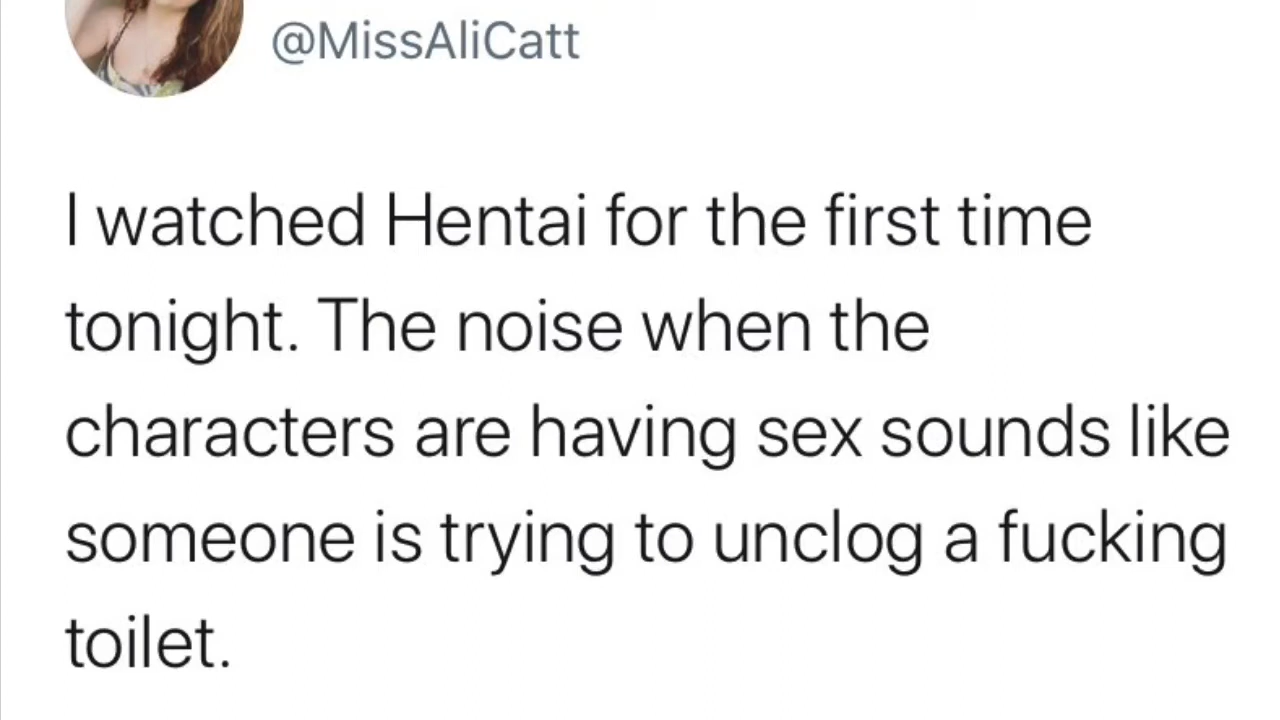 @MissAliCatt
I watched Hentai for the first time
tonight. The noise when the
characters are having sex sounds like
someone is trying to unclog a fucking
toilet.